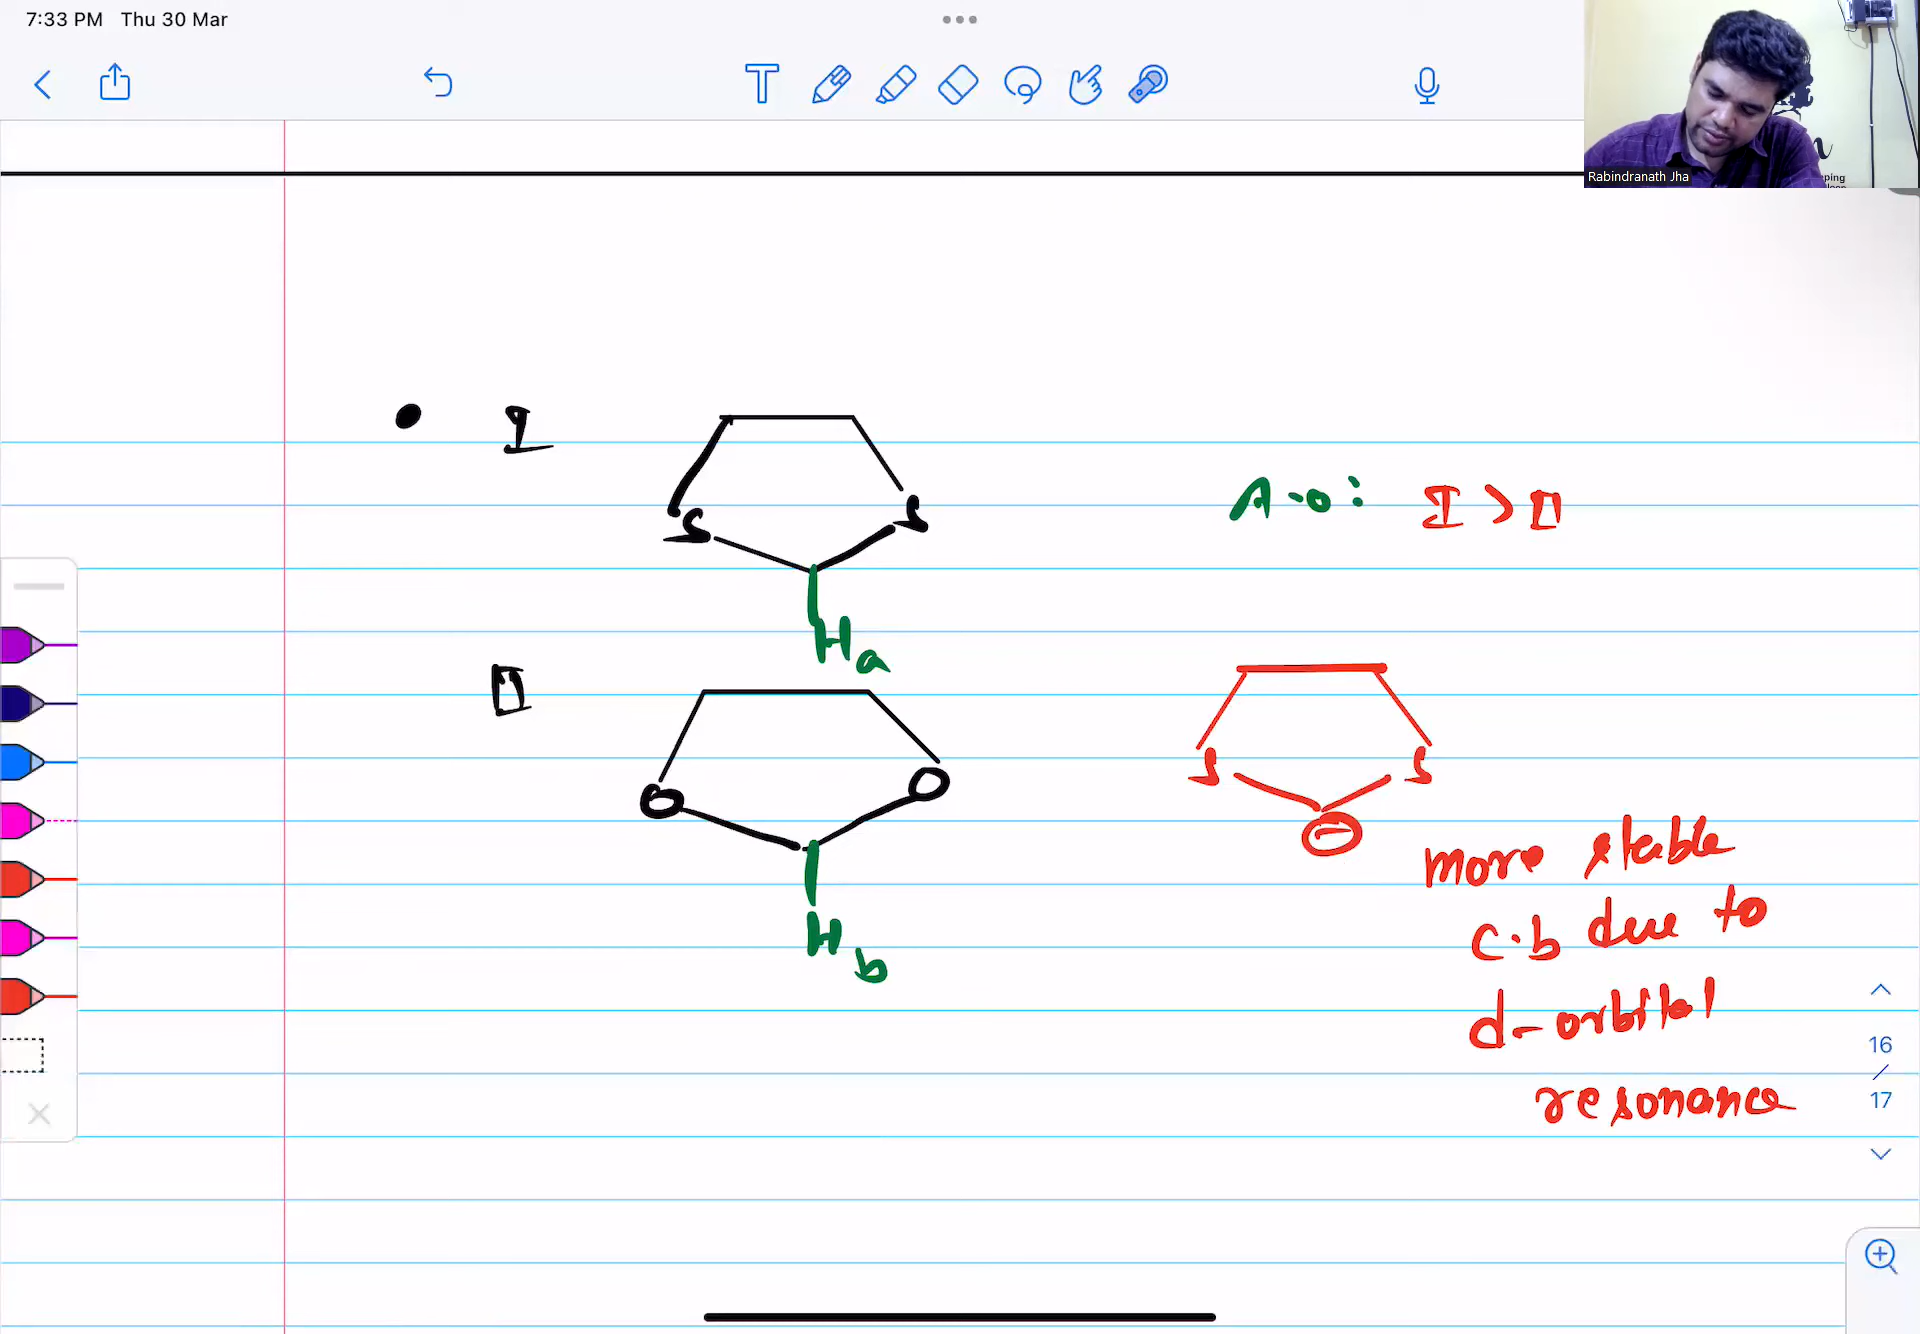 7:33 PM Thu 30 Mar
Rabindranath Jha
I
S S
Ha
A·O: I > II
II
O O
Hb
S S
⊖
more stable
c.b due to
d-orbital
resonance
16
/
17